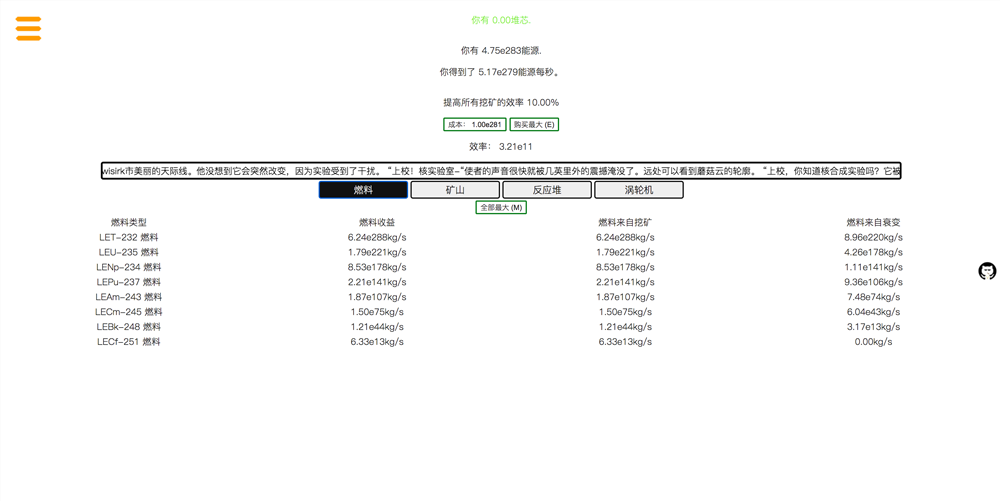 你有 0.00堆芯.
你有 4.75e283能源.
你得到了 5.17e279能源每秒。
提高所有挖矿的效率 10.00%
成本： 1.00e281 购买最大 (E)
效率： 3.21e11
wisirk市美丽的天际线。他没想到它会突然改变，因为实验受到了干扰。“上校！核实验室-“使者的声音很快就被几英里外的震撼淹没了。远处可以看到蘑菇云的轮廓。“上校，你知道核合成实验吗？它被
燃料 矿山 反应堆 涡轮机
全部最大 (M)
燃料类型 燃料收益 燃料来自挖矿 燃料来自衰变
LET-232 燃料 6.24e288kg/s 6.24e288kg/s 8.96e220kg/s
LEU-235 燃料 1.79e221kg/s 1.79e221kg/s 4.26e178kg/s
LENp-234 燃料 8.53e178kg/s 8.53e178kg/s 1.11e141kg/s
LEPu-237 燃料 2.21e141kg/s 2.21e141kg/s 9.36e106kg/s
LEAm-243 燃料 1.87e107kg/s 1.87e107kg/s 7.48e74kg/s
LECm-245 燃料 1.50e75kg/s 1.50e75kg/s 6.04e43kg/s
LEBk-248 燃料 1.21e44kg/s 1.21e44kg/s 3.17e13kg/s
LECf-251 燃料 6.33e13kg/s 6.33e13kg/s 0.00kg/s